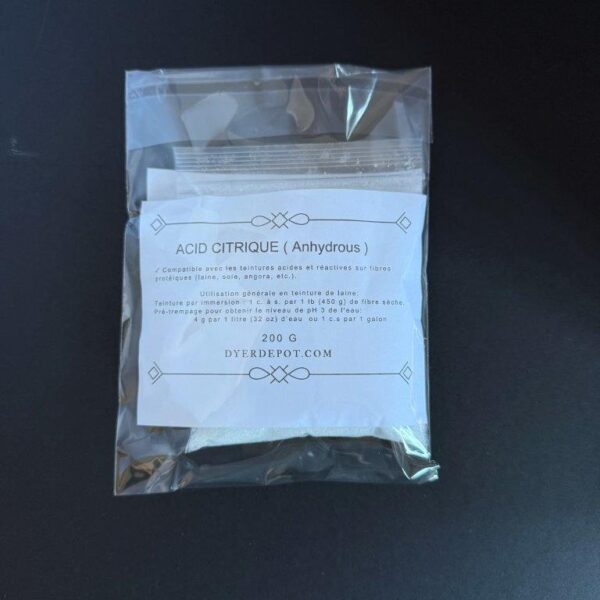 ACID CITRIQUE ( Anhydrous )
✓ Compatible avec les teintures acides et réactives sur fibres
protéiques (laine, soie, angora, etc.).
Utilisation générale en teinture de laine:
Teinture par immersion : 1 c. à s. par 1 lb (450 g) de fibre sèche.
Pré-trempage pour obtenir le niveau de pH 3 de l'eau:
4 g par 1 litre (32 oz) d'eau ou 1 c.s par 1 galon
200 G
DYERDEPOT.COM